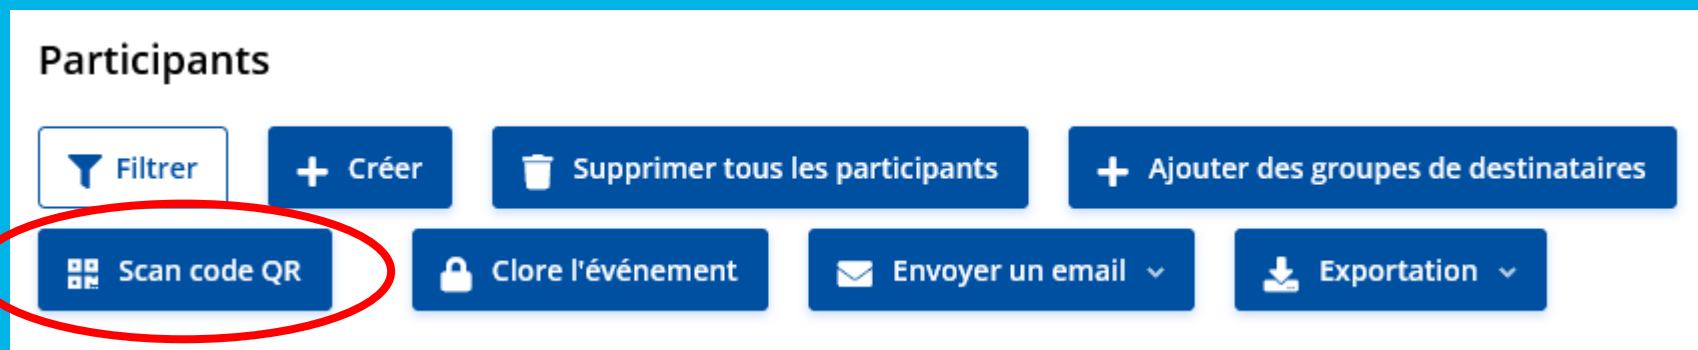 Participants
Filtrer Créer Supprimer tous les participants Ajouter des groupes de destinataires
Scan code QR Clore l'événement Envoyer un email Exportation